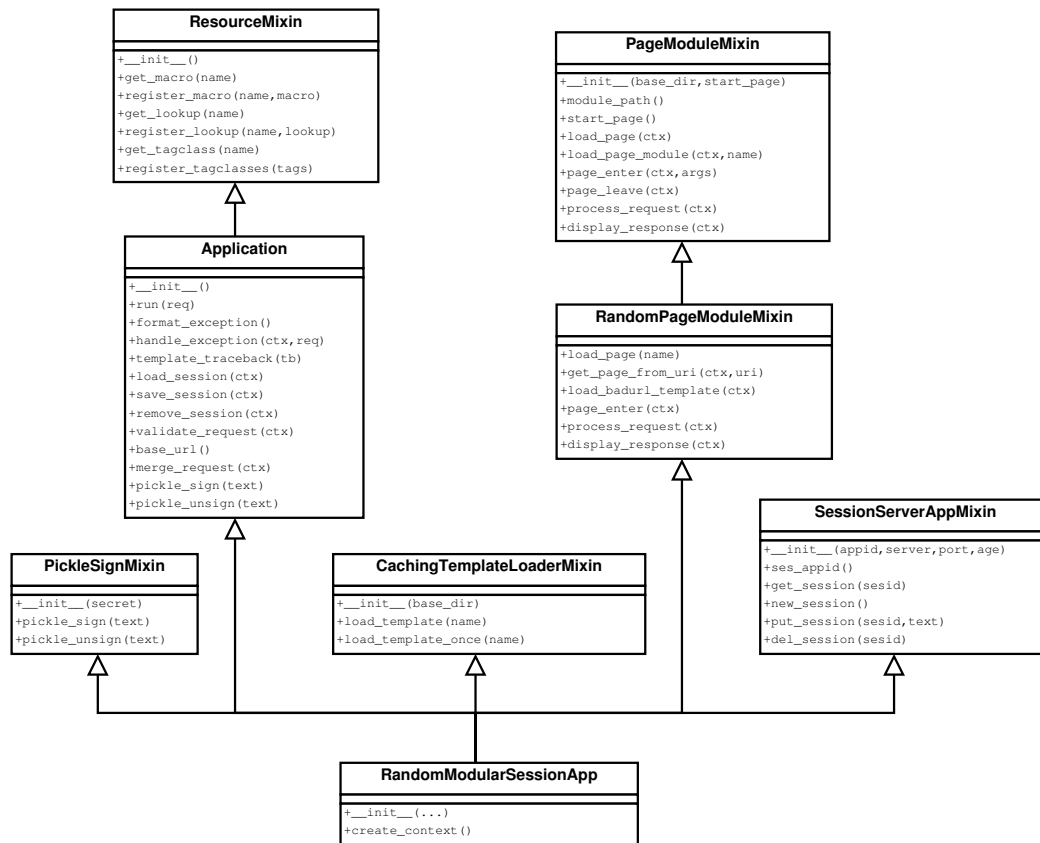 ResourceMixin
+__init__()
+get_macro(name)
+register_macro(name,macro)
+get_lookup(name)
+register_lookup(name,lookup)
+get_tagclass(name)
+register_tagclasses(tags)
PageModuleMixin
+__init__(base_dir,start_page)
+module_path()
+start_page()
+load_page(ctx)
+load_page_module(ctx,name)
+page_enter(ctx,args)
+page_leave(ctx)
+process_request(ctx)
+display_response(ctx)
Application
+__init__()
+run(req)
+format_exception()
+handle_exception(ctx,req)
+template_traceback(tb)
+load_session(ctx)
+save_session(ctx)
+remove_session(ctx)
+validate_request(ctx)
+base_url()
+merge_request(ctx)
+pickle_sign(text)
+pickle_unsign(text)
RandomPageModuleMixin
+load_page(name)
+get_page_from_uri(ctx,uri)
+load_badurl_template(ctx)
+page_enter(ctx)
+process_request(ctx)
+display_response(ctx)
PickleSignMixin
+__init__(secret)
+pickle_sign(text)
+pickle_unsign(text)
CachingTemplateLoaderMixin
+__init__(base_dir)
+load_template(name)
+load_template_once(name)
SessionServerAppMixin
+__init__(appid,server,port,age)
+ses_appid()
+get_session(sesid)
+new_session()
+put_session(sesid,text)
+del_session(sesid)
RandomModularSessionApp
+__init__(...)
+create_context()